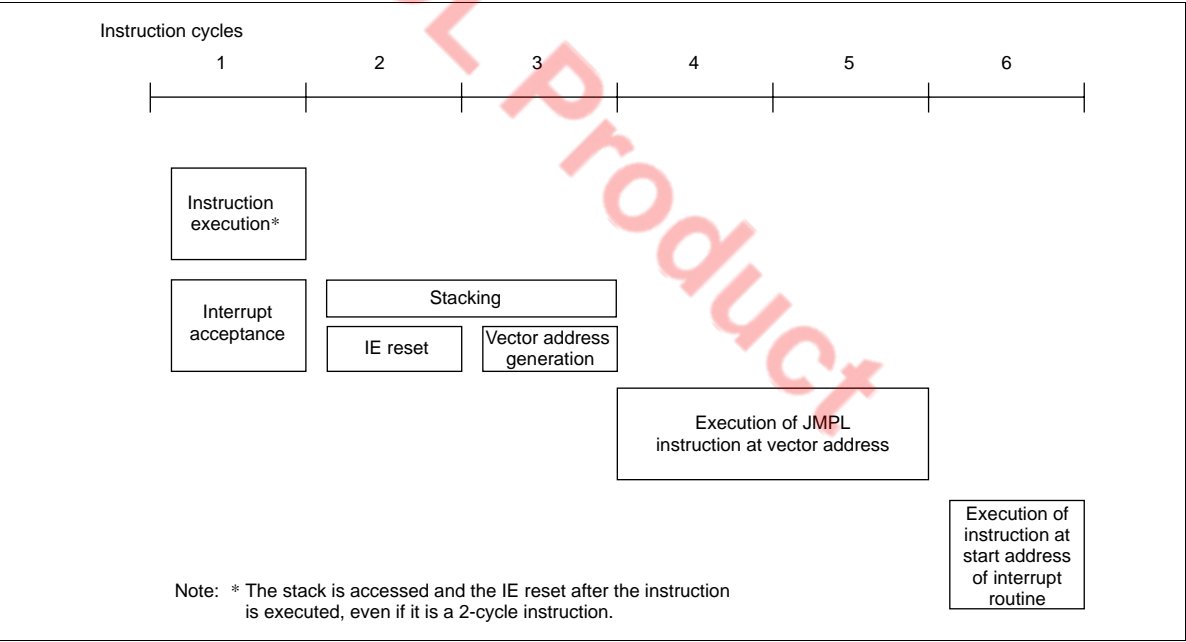 Instruction cycles
1 2 3 4 5 6
Instruction
execution*
Interrupt
acceptance
Stacking
IE reset
Vector address
generation
Execution of JMPL
instruction at vector address
Execution of
instruction at
start address
of interrupt
routine
Note: * The stack is accessed and the IE reset after the instruction
is executed, even if it is a 2-cycle instruction.
L Product